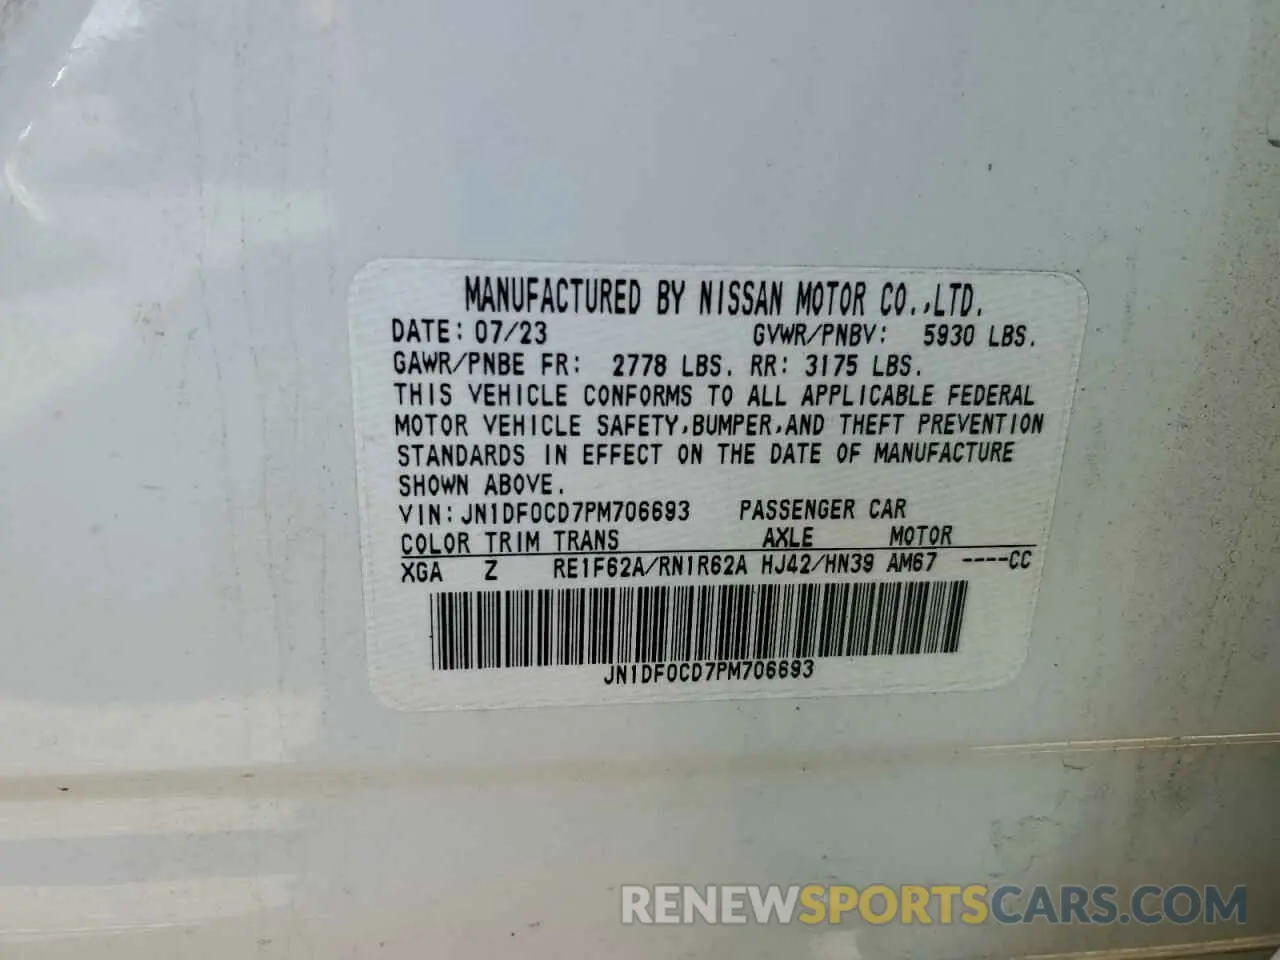 MANUFACTURED BY NISSAN MOTOR CO.,LTD.
DATE: 07/23 GVWR/PNBV: 5930 LBS.
GAWR/PNBE FR: 2778 LBS. RR: 3175 LBS.
THIS VEHICLE CONFORMS TO ALL APPLICABLE FEDERAL
MOTOR VEHICLE SAFETY,BUMPER,AND THEFT PREVENTION
STANDARDS IN EFFECT ON THE DATE OF MANUFACTURE
SHOWN ABOVE.
VIN:JN1DF0CD7PM706693 PASSENGER CAR
COLOR TRIM TRANS AXLE MOTOR
XGA Z RE1F62A/RN1R62A HJ42/HN39 AM67 ----CC
JN1DF0CD7PM706693
RENEWSPORTSCARS.COM